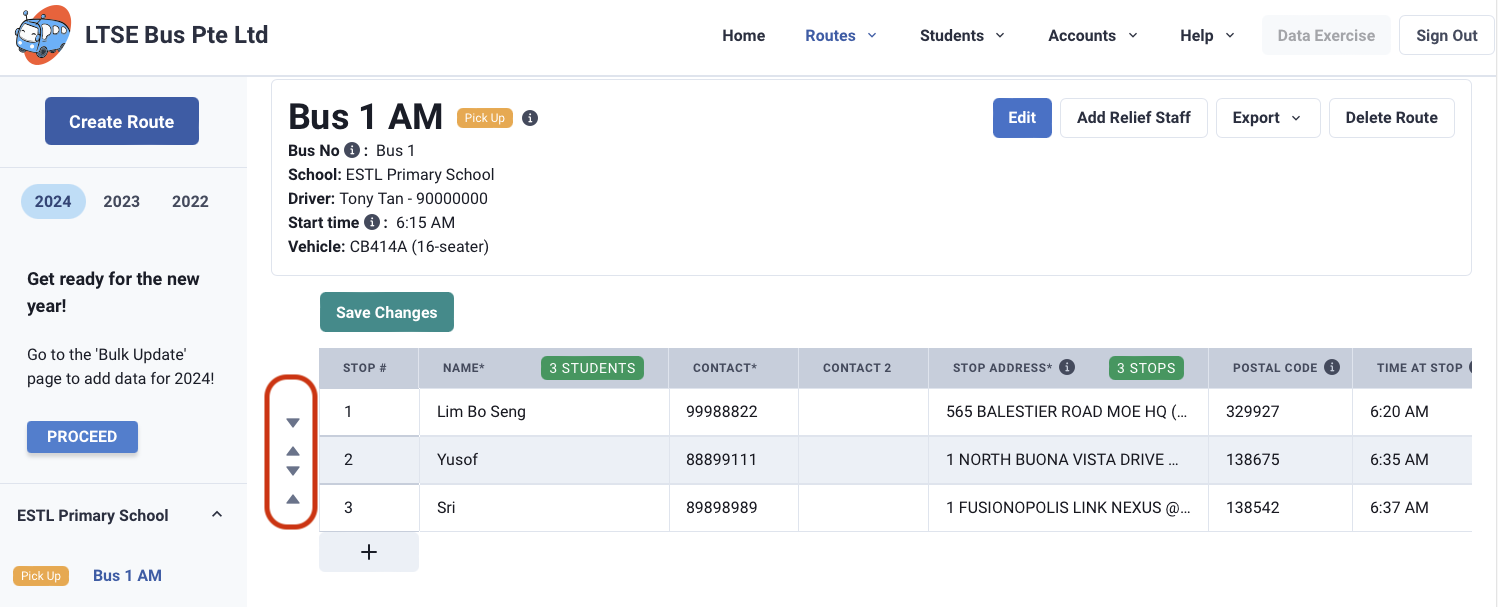 LTSE Bus Pte Ltd
Home Routes Students Accounts Help Data Exercise Sign Out
Create Route
2024 2023 2022
Get ready for the new
year!
Go to the 'Bulk Update'
page to add data for 2024!
PROCEED
ESTL Primary School
Pick Up Bus 1 AM
Bus 1 AM Pick Up i
Edit Add Relief Staff Export Delete Route
Bus No i : Bus 1
School: ESTL Primary School
Driver: Tony Tan - 90000000
Start time i : 6:15 AM
Vehicle: CB414A (16-seater)
Save Changes
STOP # NAME* 3 STUDENTS CONTACT* CONTACT 2 STOP ADDRESS* i 3 STOPS POSTAL CODE i TIME AT STOP
1 Lim Bo Seng 99988822 565 BALESTIER ROAD MOE HQ (... 329927 6:20 AM
2 Yusof 88899111 1 NORTH BUONA VISTA DRIVE ... 138675 6:35 AM
3 Sri 89898989 1 FUSIONOPOLIS LINK NEXUS @... 138542 6:37 AM
+